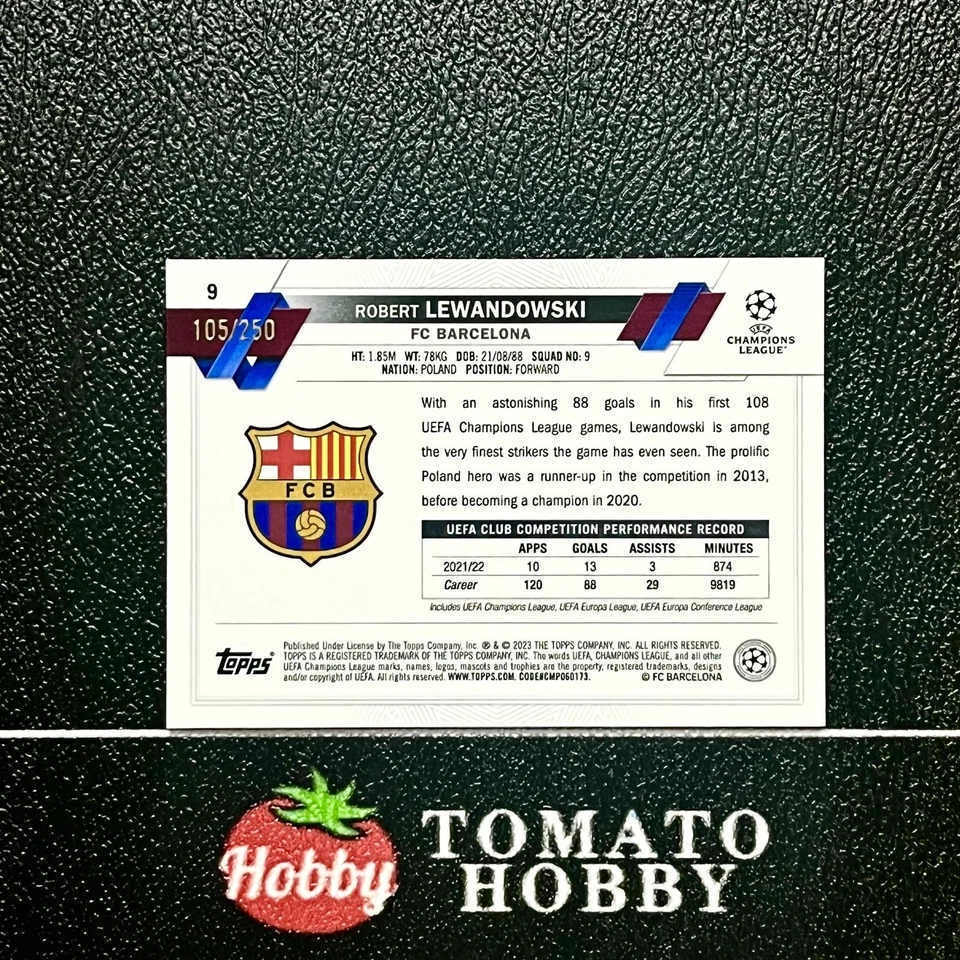 9
105/250
ROBERT LEWANDOWSKI
FC BARCELONA
HT: 1.85M WT: 78KG DOB: 21/08/88 SQUAD NO: 9
NATION: POLAND POSITION: FORWARD
UEFA
CHAMPIONS
LEAGUE
With an astonishing 88 goals in his first 108
UEFA Champions League games, Lewandowski is among
the very finest strikers the game has even seen. The prolific
Poland hero was a runner-up in the competition in 2013,
before becoming a champion in 2020.
FCB
UEFA CLUB COMPETITION PERFORMANCE RECORD
APPS GOALS ASSISTS MINUTES
2021/22 10 13 3 874
Career 120 88 29 9819
Includes UEFA Champions League, UEFA Europa League, UEFA Europa Conference League
Topps®
Published Under License by The Topps Company, Inc. ® & © 2023 THE TOPPS COMPANY, INC. ALL RIGHTS RESERVED.
TOPPS IS A REGISTERED TRADEMARK OF THE TOPPS COMPANY, INC. The words UEFA, CHAMPIONS LEAGUE, and all other
UEFA Champions League marks, names, logos, mascots and trophies are the property, registered trademarks, designs
and/or copyright of UEFA. All rights reserved. WWW.TOPPS.COM. CODE#CMP060173. © FC BARCELONA
Hobby
TOMATO
HOBBY